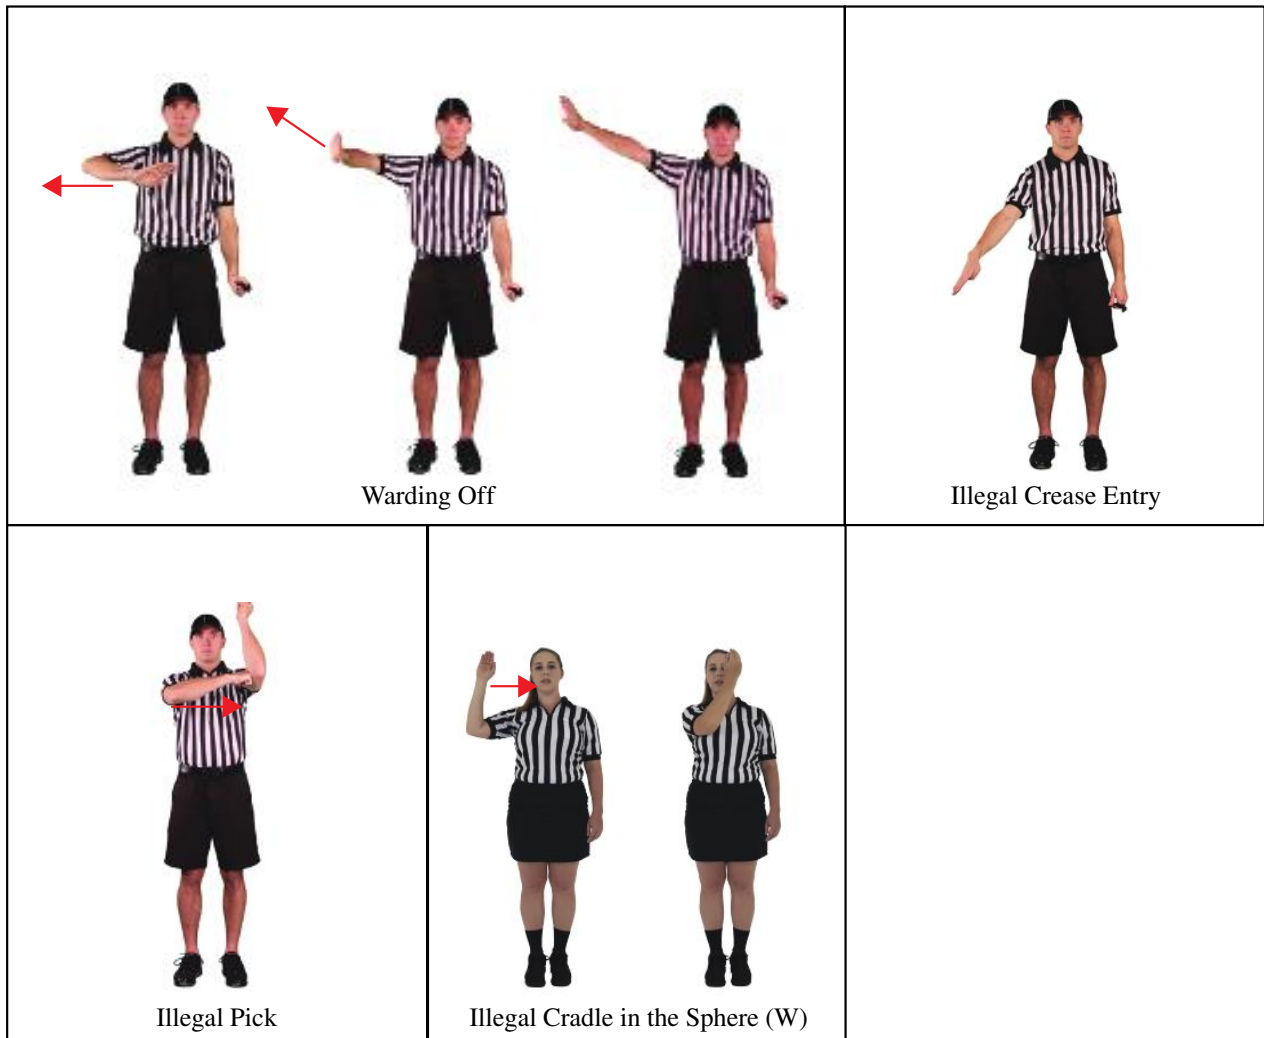 Warding Off
Illegal Crease Entry
Illegal Pick
Illegal Cradle in the Sphere (W)